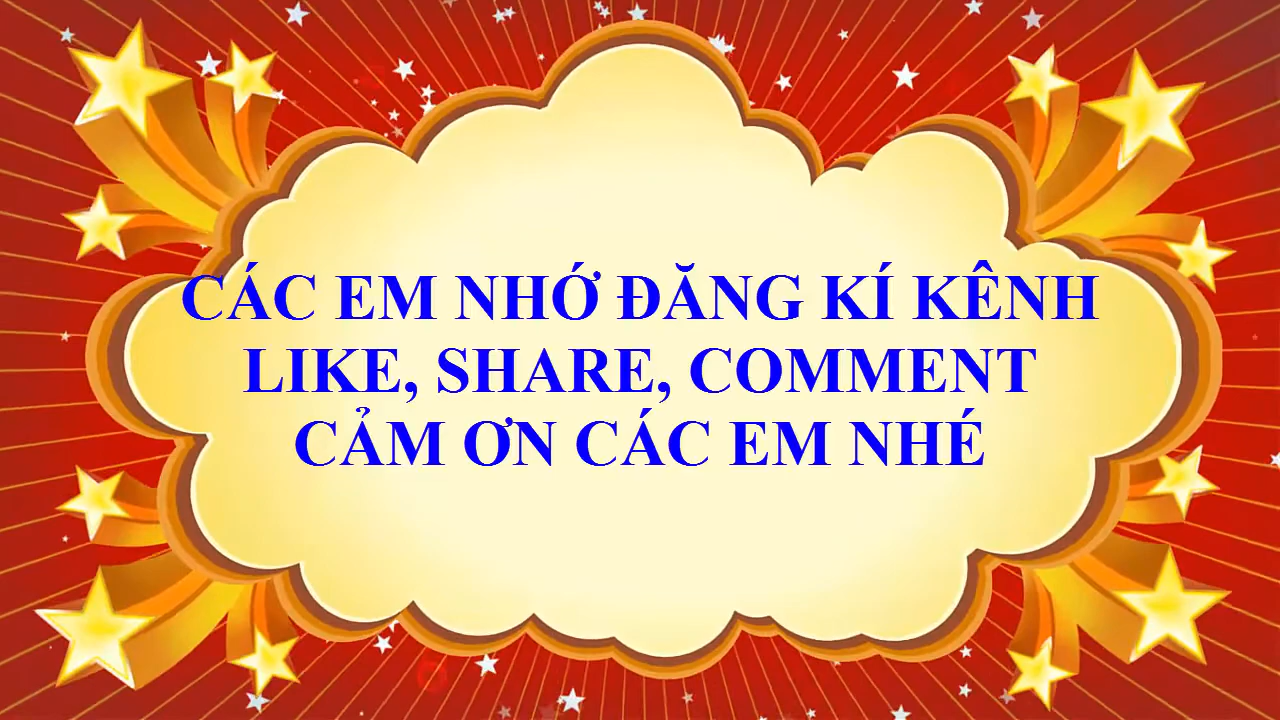 CÁC EM NHỚ ĐĂNG KÍ KÊNH
LIKE, SHARE, COMMENT
CẢM ƠN CÁC EM NHÉ